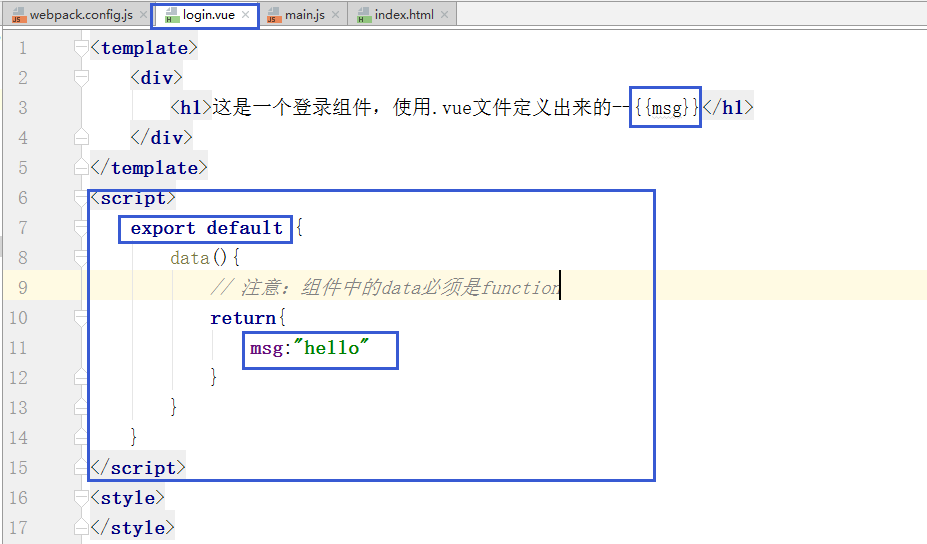 webpack.config.js login.vue main.js index.html
1 <template>
2 <div>
3 <h1>这是一个登录组件，使用.vue文件定义出来的--{{msg}}</h1>
4 </div>
5 </template>
6 <script>
7 export default {
8 data(){
9 // 注意：组件中的data必须是function
10 return{
11 msg:"hello"
12 }
13 }
14 }
15 </script>
16 <style>
17 </style>